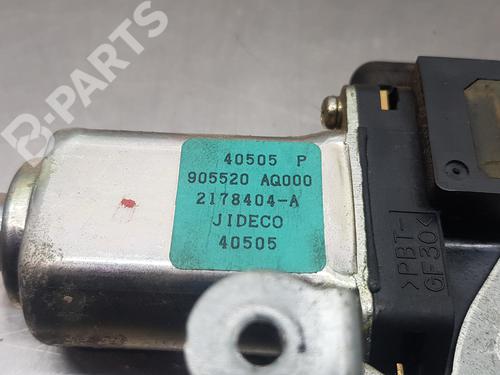 B-PARTS
40505 P
905520 AQ000
2178404-A
JIDECO
40505
>PBT-
GF30<